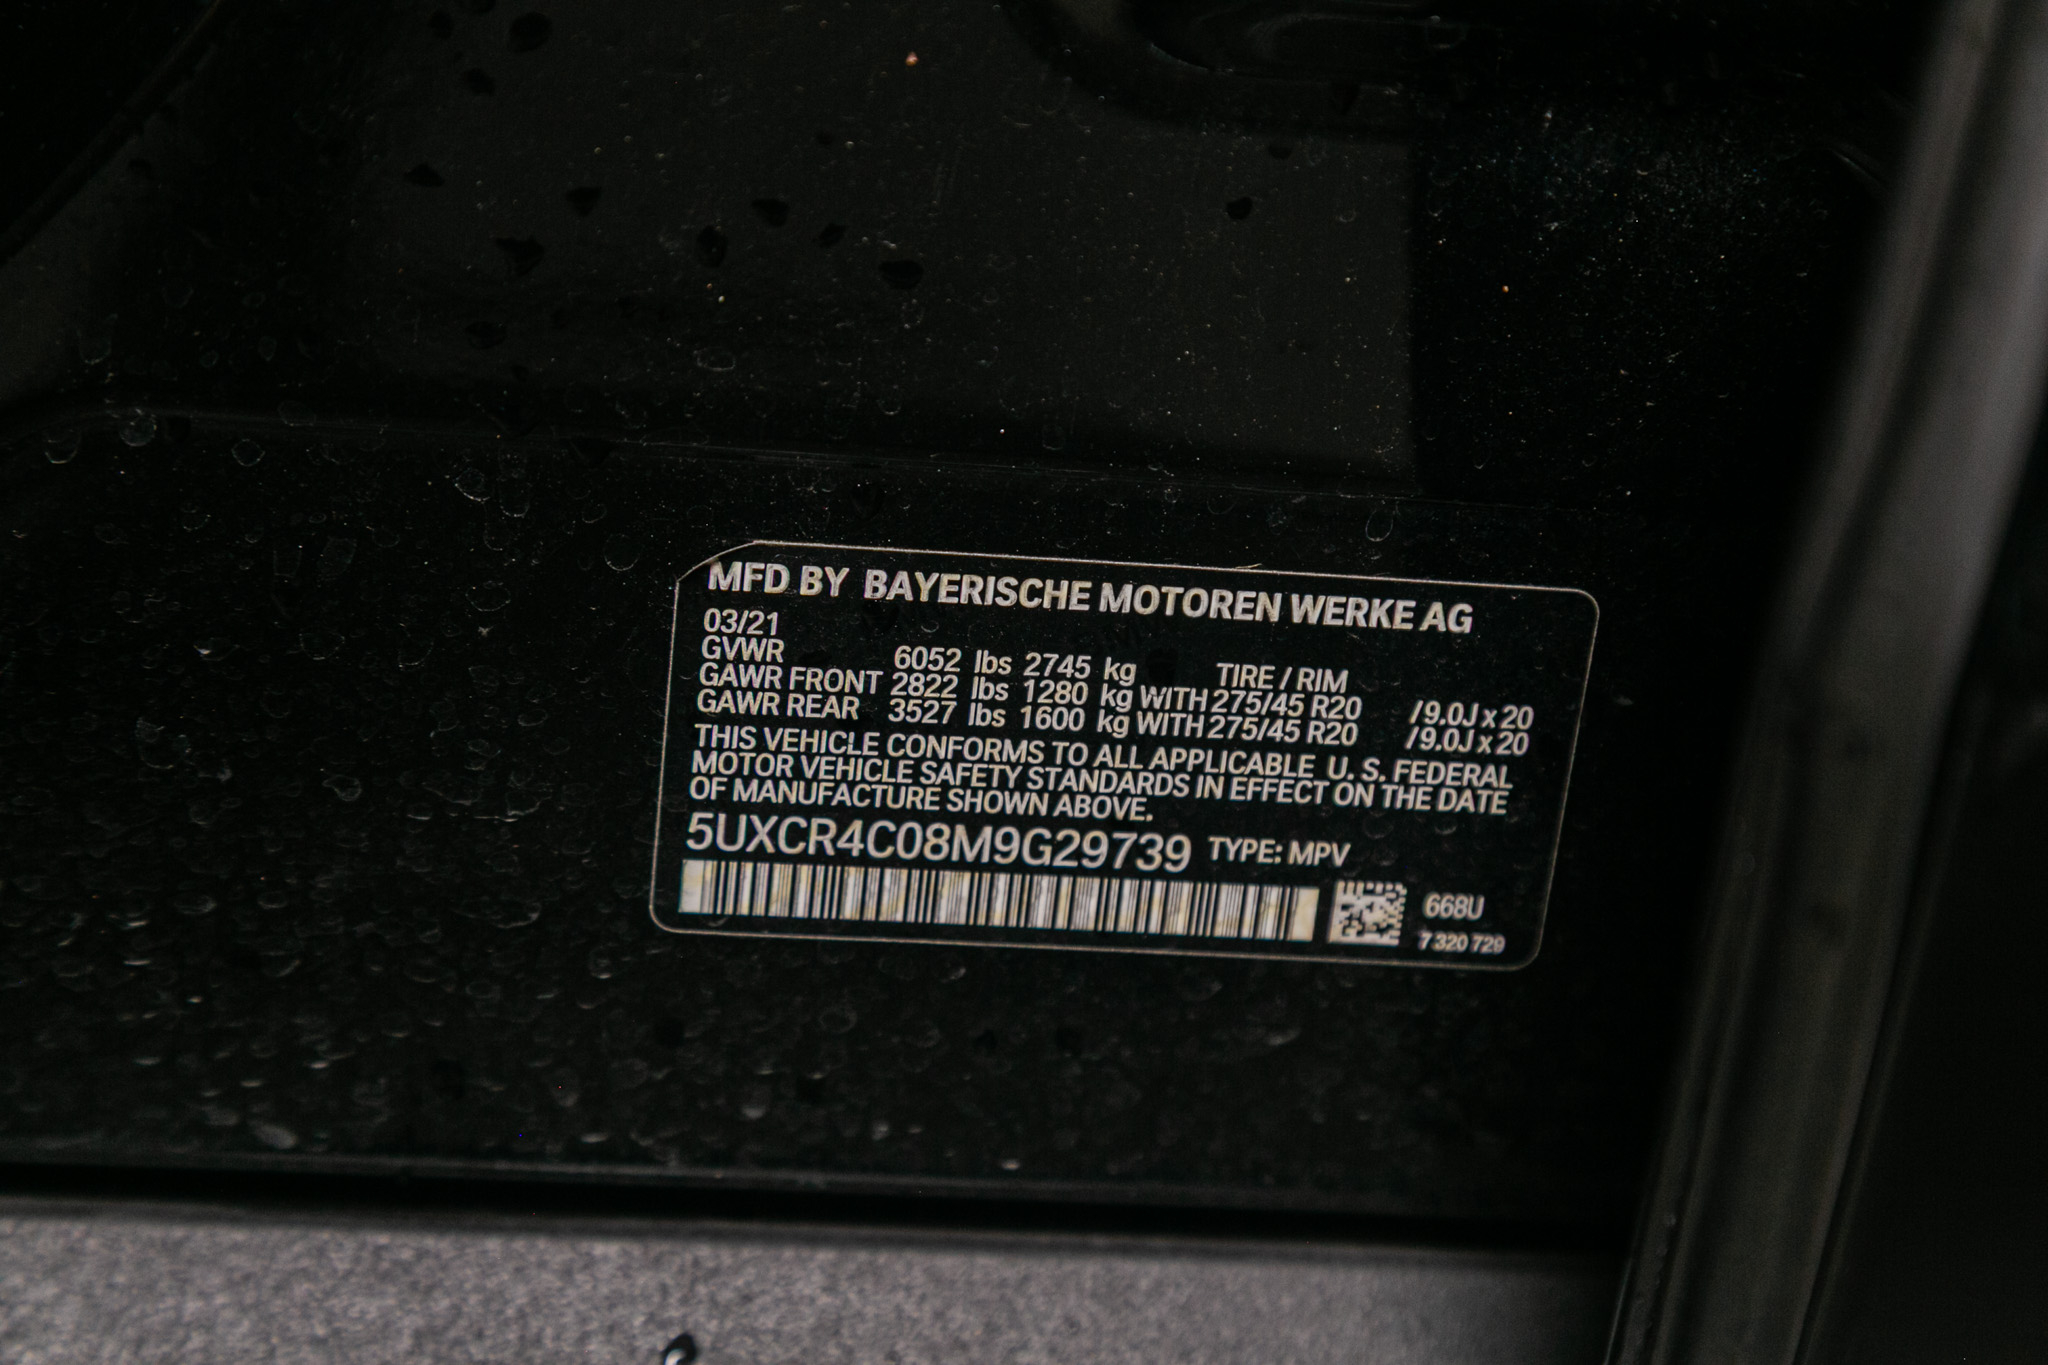 MFD BY BAYERISCHE MOTOREN WERKE AG
03/21
GVWR 6052 lbs 2745 kg TIRE / RIM
GAWR FRONT 2822 lbs 1280 kg WITH 275/45 R20 / 9.0J x 20
GAWR REAR 3527 lbs 1600 kg WITH 275/45 R20 / 9.0J x 20
THIS VEHICLE CONFORMS TO ALL APPLICABLE U. S. FEDERAL
MOTOR VEHICLE SAFETY STANDARDS IN EFFECT ON THE DATE
OF MANUFACTURE SHOWN ABOVE.
5UXCR4C08M9G29739 TYPE: MPV
668U
7 320 729